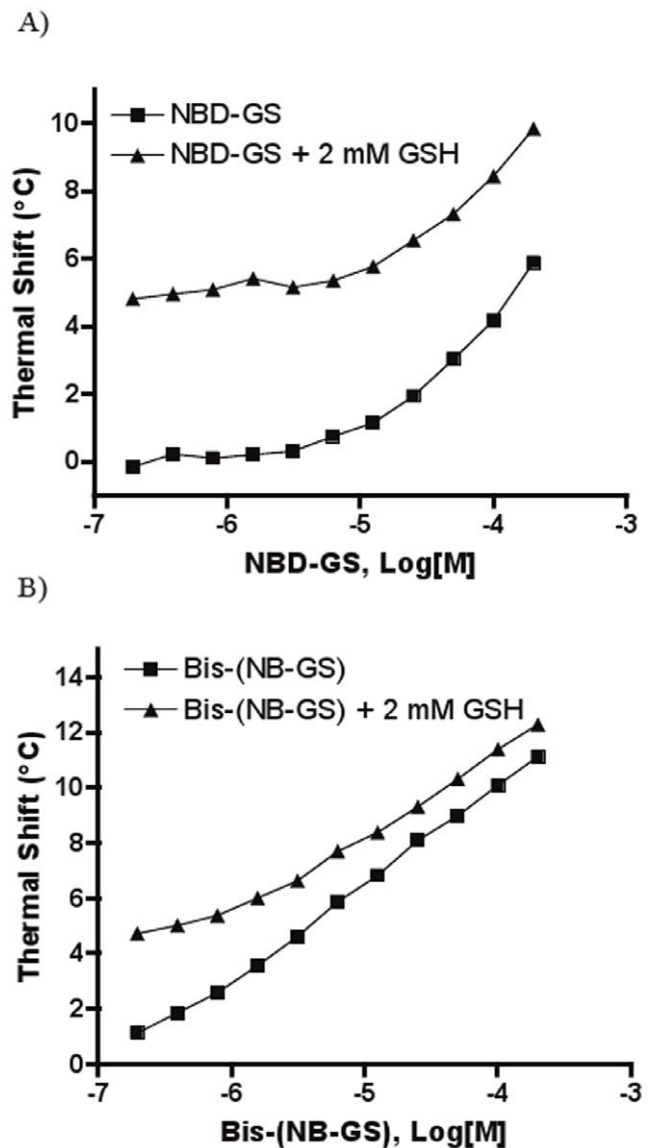 A)
NBD-GS
NBD-GS + 2 mM GSH
Thermal Shift (°C)
10
8
6
4
2
0
-7
-6
-5
-4
-3
NBD-GS, Log[M]
B)
Bis-(NB-GS)
Bis-(NB-GS) + 2 mM GSH
Thermal Shift (°C)
14
12
10
8
6
4
2
0
-7
-6
-5
-4
-3
Bis-(NB-GS), Log[M]